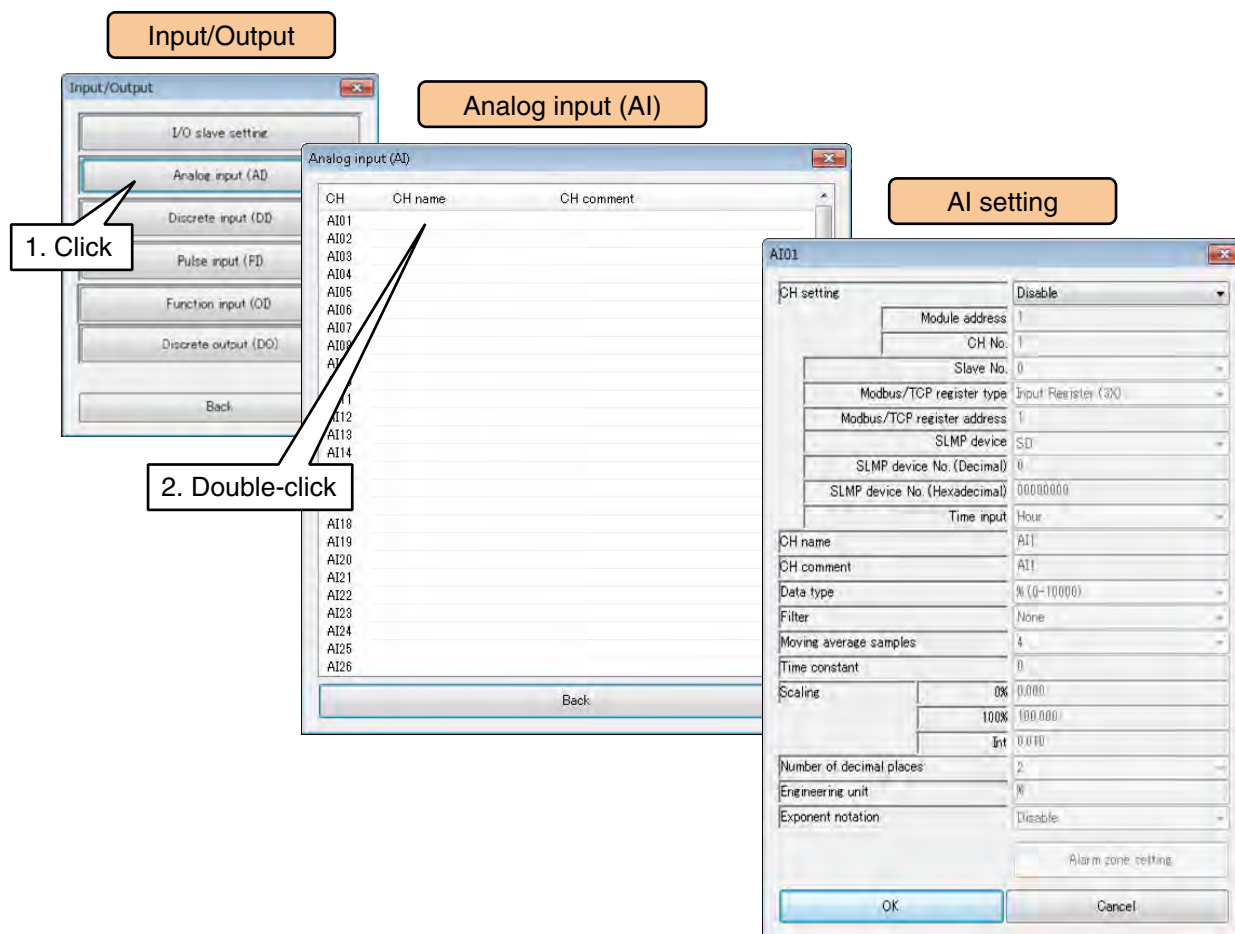 Input/Output
Input/Output
I/O slave setting
Analog input (AI)
Discrete input (DI)
Pulse input (PI)
Function input (OI)
Discrete output (DO)
Back
1. Click
Analog input (AI)
Analog input (AI)
CH CH name CH comment
AI01
AI02
AI03
AI04
AI05
AI06
AI07
AI08
AI12
AI13
AI14
2. Double-click
AI18
AI19
AI20
AI21
AI22
AI23
AI24
AI25
AI26
Back
AI setting
AI01
CH setting Disable
Module address 1
CH No. 1
Slave No. 0
Modbus/TCP register type Input Register (3X)
Modbus/TCP register address 1
SLMP device SD
SLMP device No. (Decimal) 0
SLMP device No. (Hexadecimal) 00000000
Time input Hour
CH name AI1
CH comment AI1
Data type % (0-10000)
Filter None
Moving average samples 4
Time constant 0
Scaling 0% 0.000
100% 100.000
Int 0.010
Number of decimal places 2
Engineering unit %
Exponent notation Disable
Alarm zone setting
OK Cancel